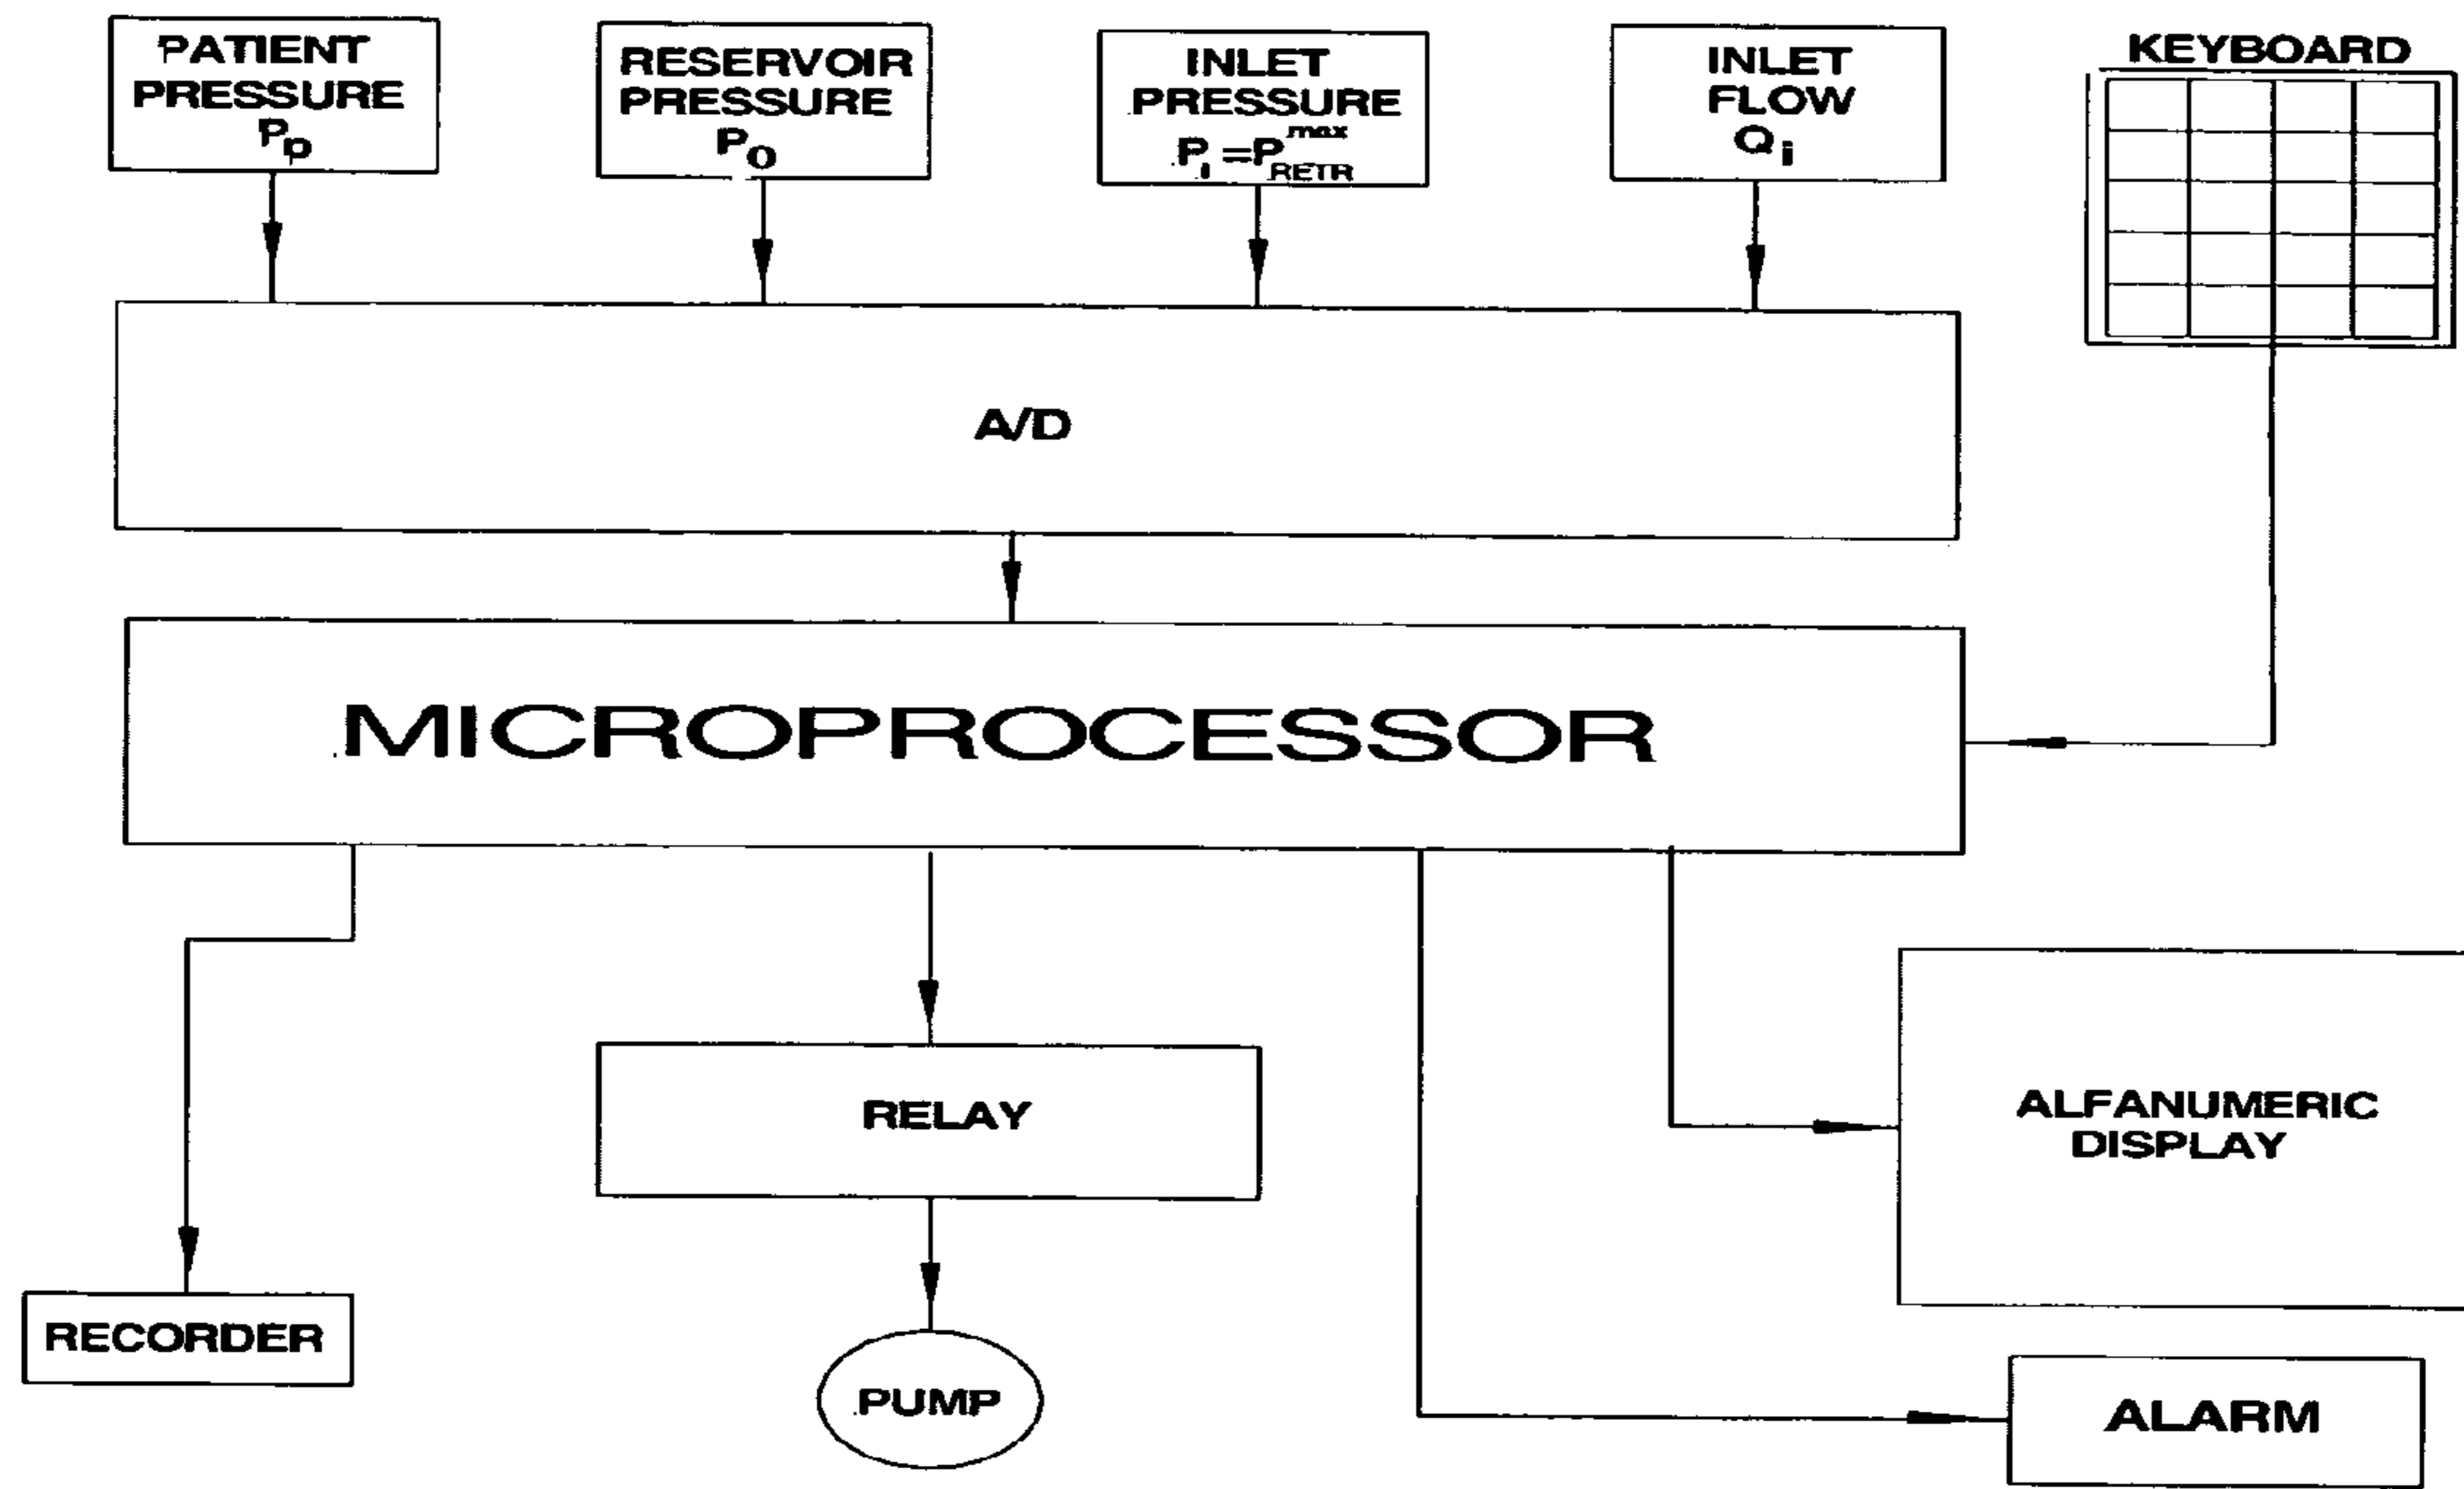 PATIENT
PRESSURE
Pp
RESERVOIR
PRESSURE
P0
INLET
PRESSURE
Pi=P max RETR
INLET
FLOW
Qi
KEYBOARD
A/D
MICROPROCESSOR
RELAY
ALFANUMERIC
DISPLAY
RECORDER
PUMP
ALARM